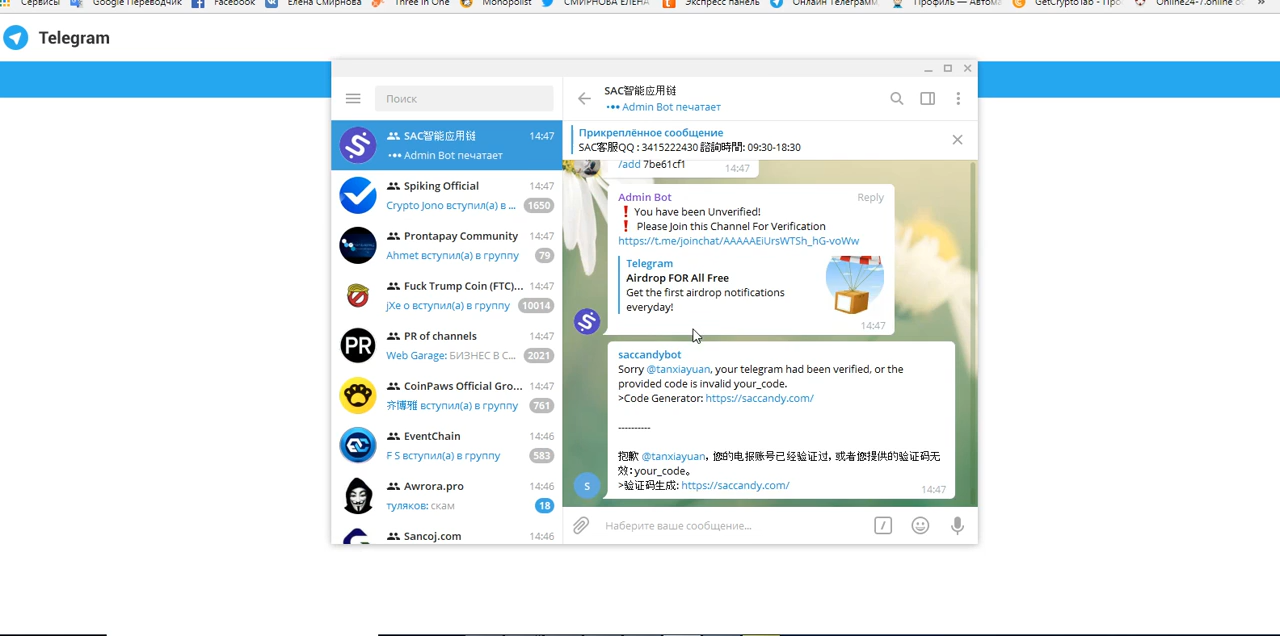 Сервисы Google Переводчик Facebook Елена Смирнова Three In One Monopolist СМИРНОВА ЕЛЕНА Экспресс панель Онлайн Телеграмм Профиль — Автома GetCryptoTab - Про Online24-7.online
Telegram
Поиск
SAC智能应用链 14:47
••• Admin Bot печатает
Spiking Official 14:47
Crypto Jono вступил(а) в ... 1650
Prontapay Community 14:47
Ahmet вступил(а) в группу 79
Fuck Trump Coin (FTC)... 14:47
jXe o вступил(а) в группу 10014
PR of channels 14:47
Web Garage: БИЗНЕС В С... 2021
CoinPaws Official Gro... 14:47
齐博雅 вступил(а) в группу 761
EventChain 14:46
F S вступил(а) в группу 583
Awrora.pro 14:46
туляков: скам 18
Sancoj.com 14:46
SAC智能应用链
••• Admin Bot печатает
Прикреплённое сообщение
SAC客服QQ : 3415222430 諮詢時間: 09:30-18:30
/add 7be61cf1 14:47
Admin Bot Reply
❗ You have been Unverified!
❗ Please Join this Channel For Verification
https://t.me/joinchat/AAAAAEiUrsWTSh_hG-voWw
Telegram
Airdrop FOR All Free
Get the first airdrop notifications
everyday!
14:47
saccandybot
Sorry @tanxiayuan, your telegram had been verified, or the
provided code is invalid your_code.
>Code Generator: https://saccandy.com/
----------
抱歉 @tanxiayuan，您的电报账号已经验证过，或者您提供的验证码无
效: your_code。
>验证码生成: https://saccandy.com/
14:47
S
Наберите ваше сообщение...